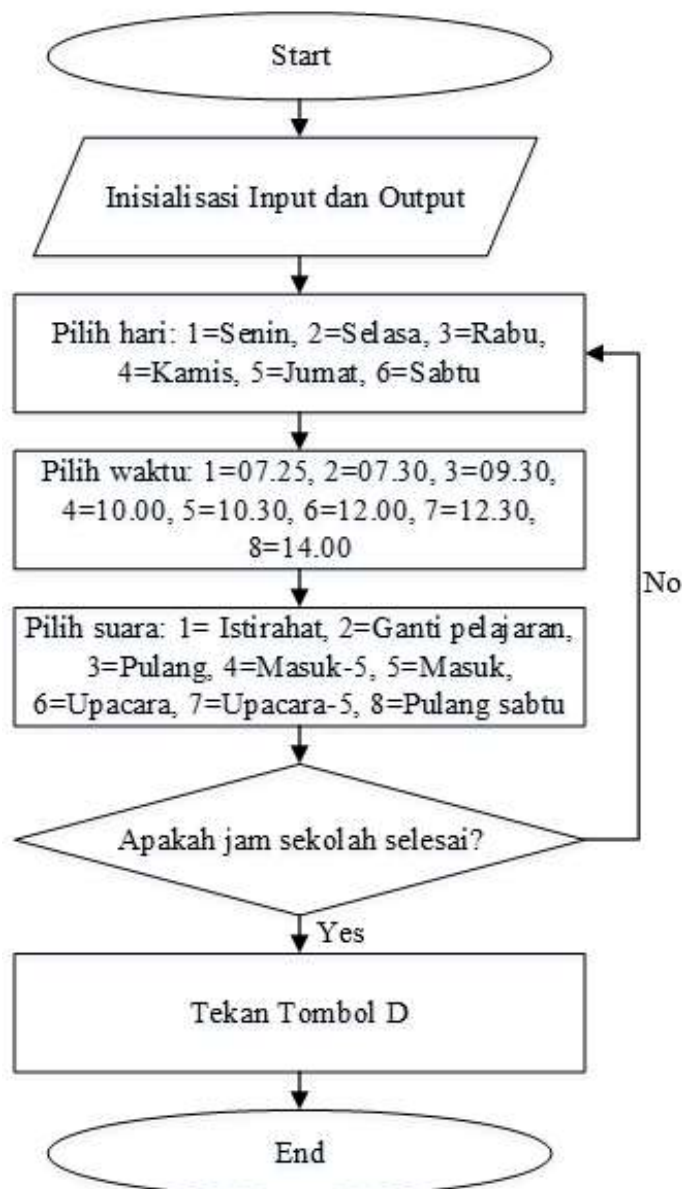 Start
Inisialisasi Input dan Output
Pilih hari: 1=Senin, 2=Selasa, 3=Rabu,
4=Kamis, 5=Jumat, 6=Sabtu
Pilih waktu: 1=07.25, 2=07.30, 3=09.30,
4=10.00, 5=10.30, 6=12.00, 7=12.30,
8=14.00
No
Pilih suara: 1= Istirahat, 2=Ganti pelajaran,
3=Pulang, 4=Masuk-5, 5=Masuk,
6=Upacara, 7=Upacara-5, 8=Pulang sabtu
Apakah jam sekolah selesai?
Yes
Tekan Tombol D
End